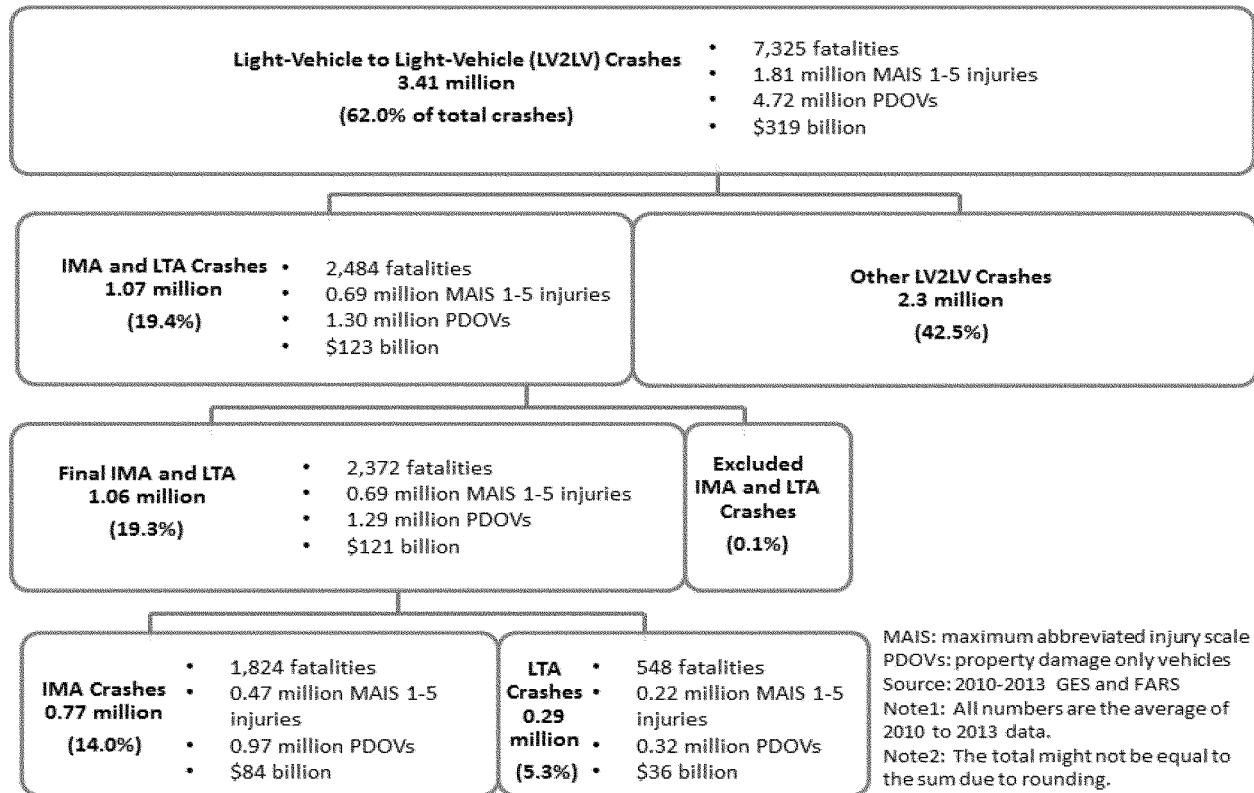 Light-Vehicle to Light-Vehicle (LV2LV) Crashes
3.41 million
(62.0% of total crashes)
• 7,325 fatalities
• 1.81 million MAIS 1-5 injuries
• 4.72 million PDOVs
• $319 billion
IMA and LTA Crashes
1.07 million
(19.4%)
• 2,484 fatalities
• 0.69 million MAIS 1-5 injuries
• 1.30 million PDOVs
• $123 billion
Other LV2LV Crashes
2.3 million
(42.5%)
Final IMA and LTA
1.06 million
(19.3%)
• 2,372 fatalities
• 0.69 million MAIS 1-5 injuries
• 1.29 million PDOVs
• $121 billion
Excluded
IMA and LTA
Crashes
(0.1%)
IMA Crashes
0.77 million
(14.0%)
• 1,824 fatalities
• 0.47 million MAIS 1-5
injuries
• 0.97 million PDOVs
• $84 billion
LTA
Crashes
0.29
million
(5.3%)
• 548 fatalities
• 0.22 million MAIS 1-5
injuries
• 0.32 million PDOVs
• $36 billion
MAIS: maximum abbreviated injury scale
PDOVs: property damage only vehicles
Source: 2010-2013 GES and FARS
Note1: All numbers are the average of
2010 to 2013 data.
Note2: The total might not be equal to
the sum due to rounding.